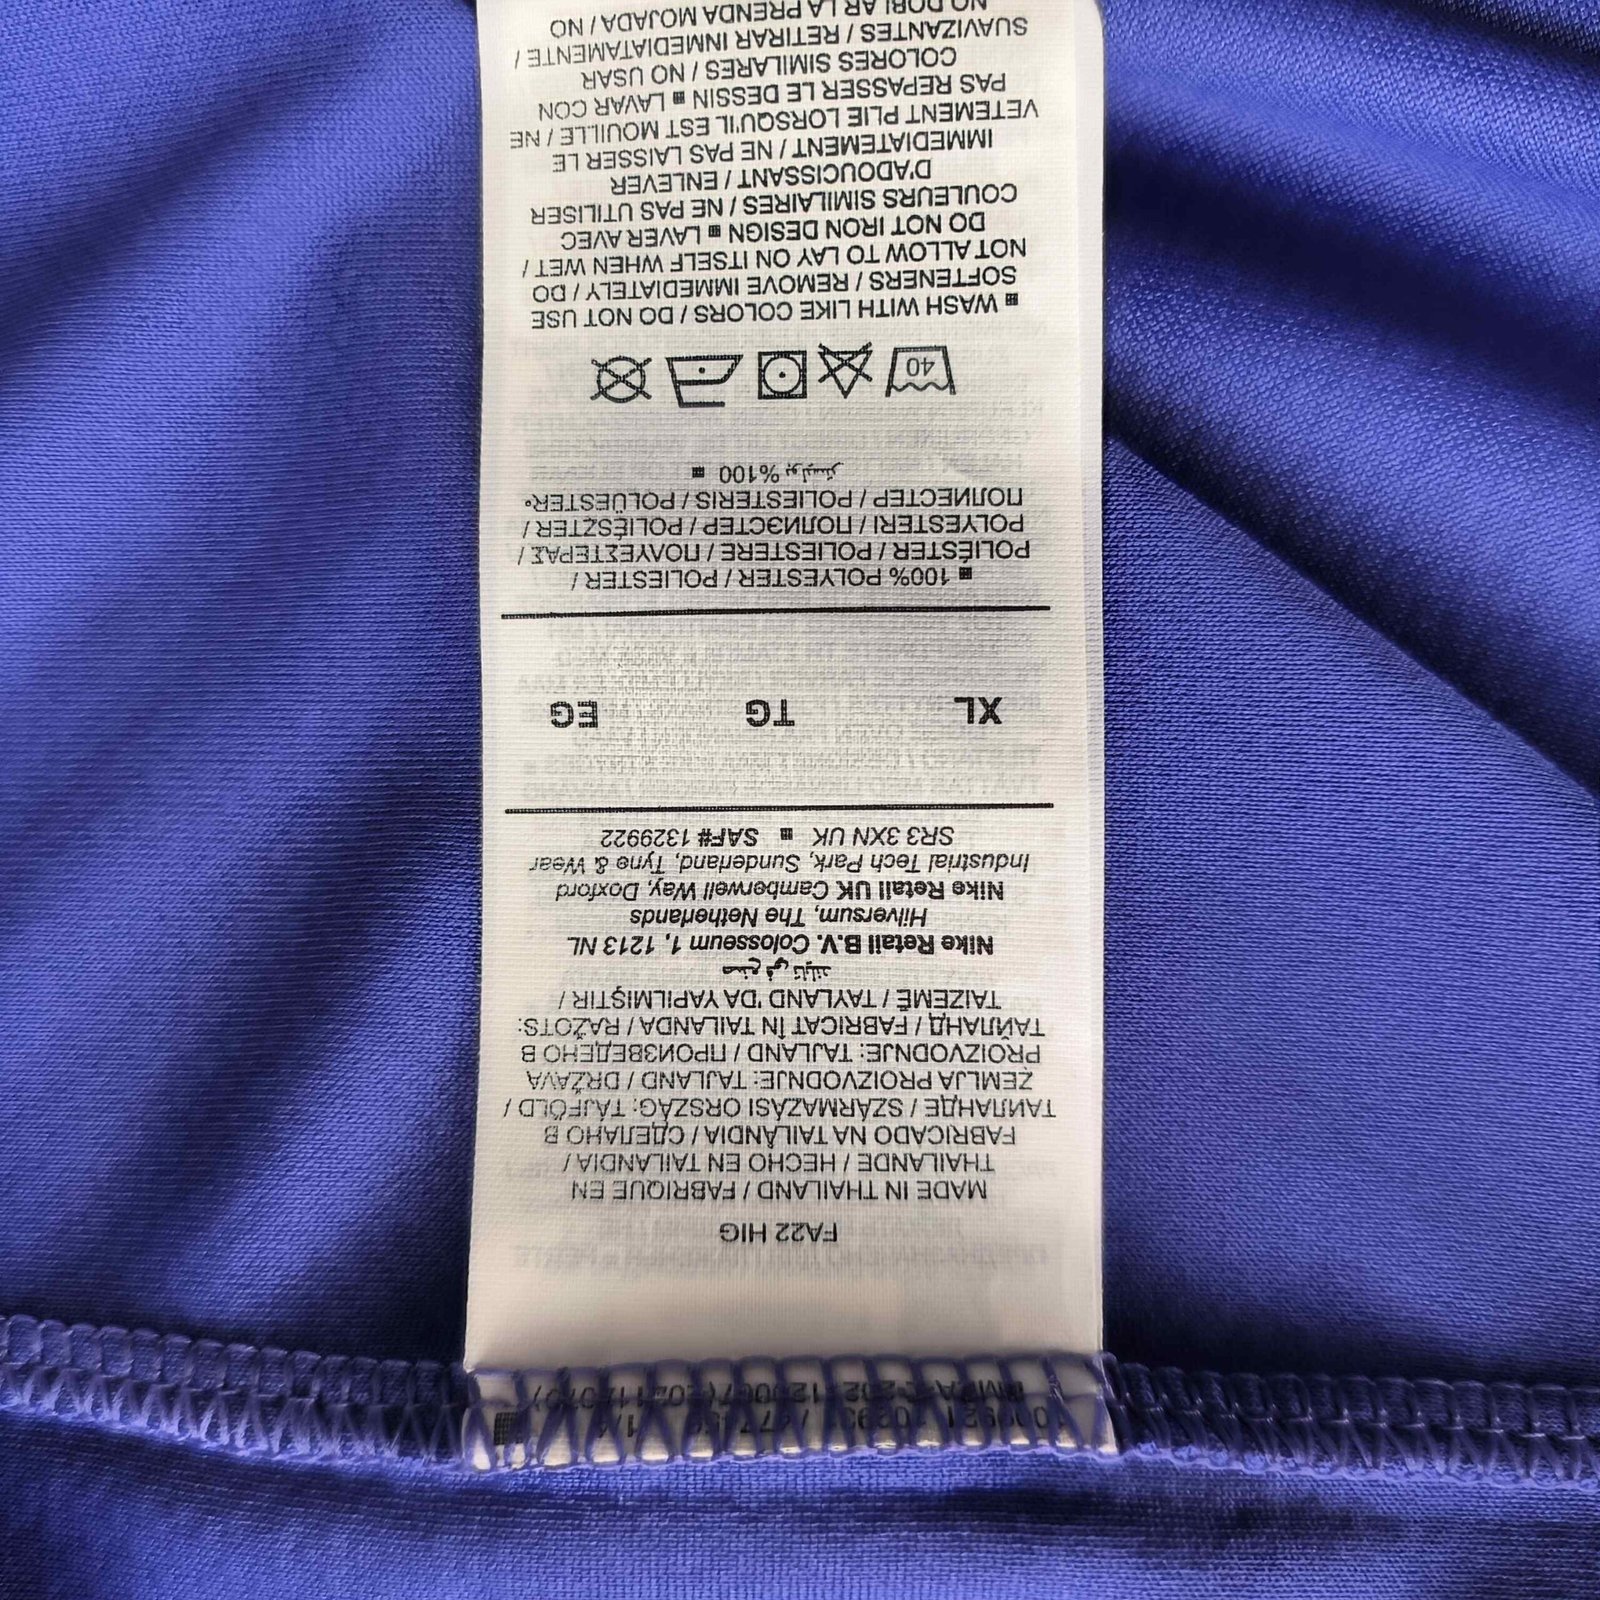 FA22 HIG
MADE IN THAILAND / FABRIQUE EN
THAILANDE / HECHO EN TAILANDIA /
FABRICADO NA TAILÂNDIA / СДЕЛАНО В
ТАИЛАНДЕ / SZÁRMAZÁSI ORSZÁG: TÁJFÖLD /
ZEMLJA PROIZVODNJE: TAJLAND / DRŽAVA
PROIZVODNJE: TAJLAND / ПРОИЗВЕДЕНО В
ТАЙЛАНД / FABRICAT ÎN TAILANDA / RAŽOTS:
TAIZEMĒ / TAYLAND 'DA YAPILMIŞTIR /
صنع في تايلند
Nike Retail B.V. Colosseum 1, 1213 NL
Hilversum, The Netherlands
Nike Retail UK Camberwell Way, Doxford
Industrial Tech Park, Sunderland, Tyne & Wear
SR3 3XN UK ▪ SAF# 1329922
XL TG EG
▪ 100% POLYESTER / POLIESTER /
POLIÉSTER / POLIESTERE / ΠΟΛΥΕΣΤΕΡΑΣ /
POLYESTERI / ПОЛИЭСТЕР / POLIÉSZTER /
ПОЛИЕСТЕР / POLIESTERIS / POLÜESTER°
100% بوليستر ▪
40
▪ WASH WITH LIKE COLORS / DO NOT USE
SOFTENERS / REMOVE IMMEDIATELY / DO
NOT ALLOW TO LAY ON ITSELF WHEN WET /
DO NOT IRON DESIGN ▪ LAVER AVEC
COULEURS SIMILAIRES / NE PAS UTILISER
D'ADOUCISSANT / ENLEVER
IMMEDIATEMENT / NE PAS LAISSER LE
VETEMENT PLIE LORSQU'IL EST MOUILLE / NE
PAS REPASSER LE DESSIN ▪ LAVAR CON
COLORES SIMILARES / NO USAR
SUAVIZANTES / RETIRAR INMEDIATAMENTE /
NO DOBLAR LA PRENDA MOJADA / NO